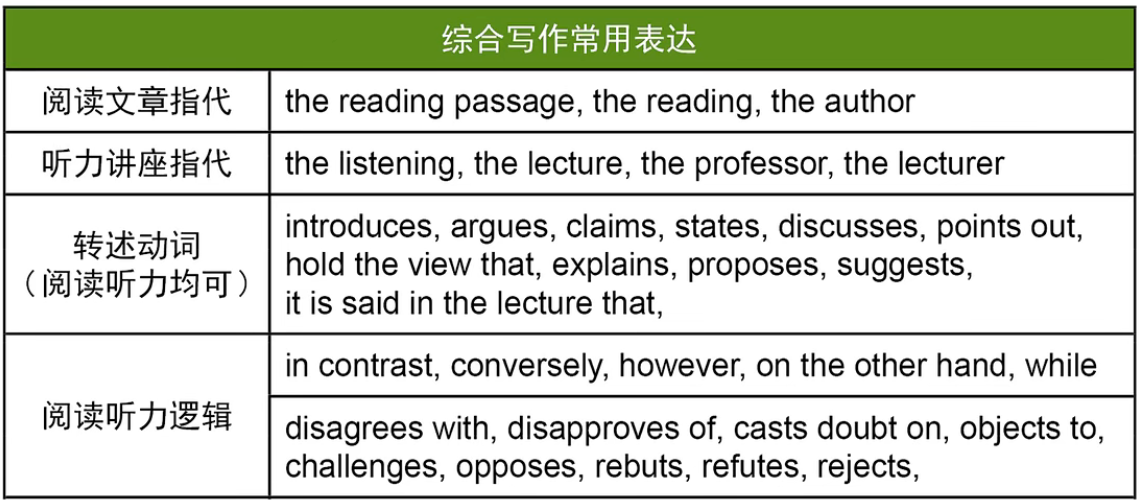 综合写作常用表达
阅读文章指代
the reading passage, the reading, the author
听力讲座指代
the listening, the lecture, the professor, the lecturer
转述动词
（阅读听力均可）
introduces, argues, claims, states, discusses, points out,
hold the view that, explains, proposes, suggests,
it is said in the lecture that,
阅读听力逻辑
in contrast, conversely, however, on the other hand, while
disagrees with, disapproves of, casts doubt on, objects to,
challenges, opposes, rebuts, refutes, rejects,